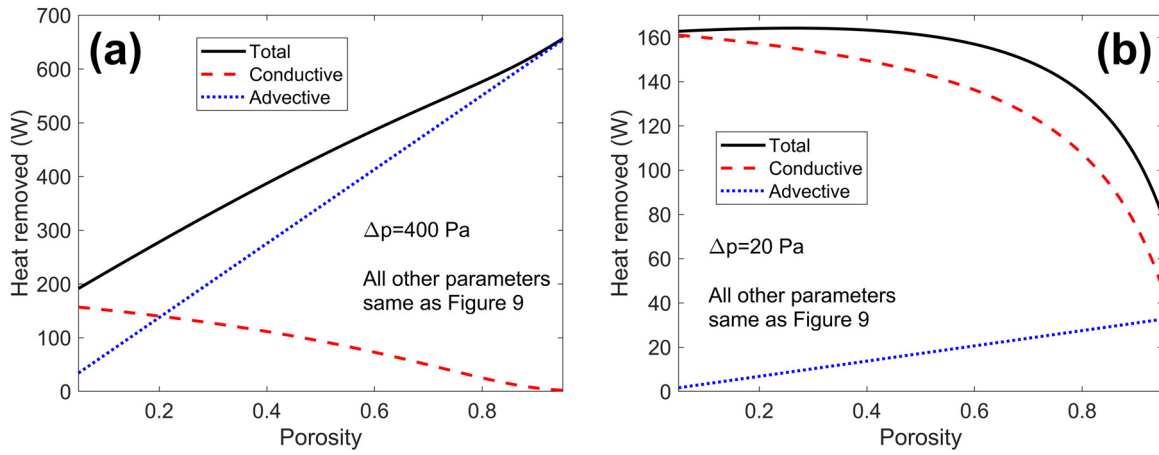 (a)
Total
Conductive
Advective
Δp=400 Pa
All other parameters
same as Figure 9
Heat removed (W)
700
600
500
400
300
200
100
0
0.2
0.4
0.6
0.8
Porosity
(b)
Total
Conductive
Advective
Δp=20 Pa
All other parameters
same as Figure 9
Heat removed (W)
160
140
120
100
80
60
40
20
0
0.2
0.4
0.6
0.8
Porosity